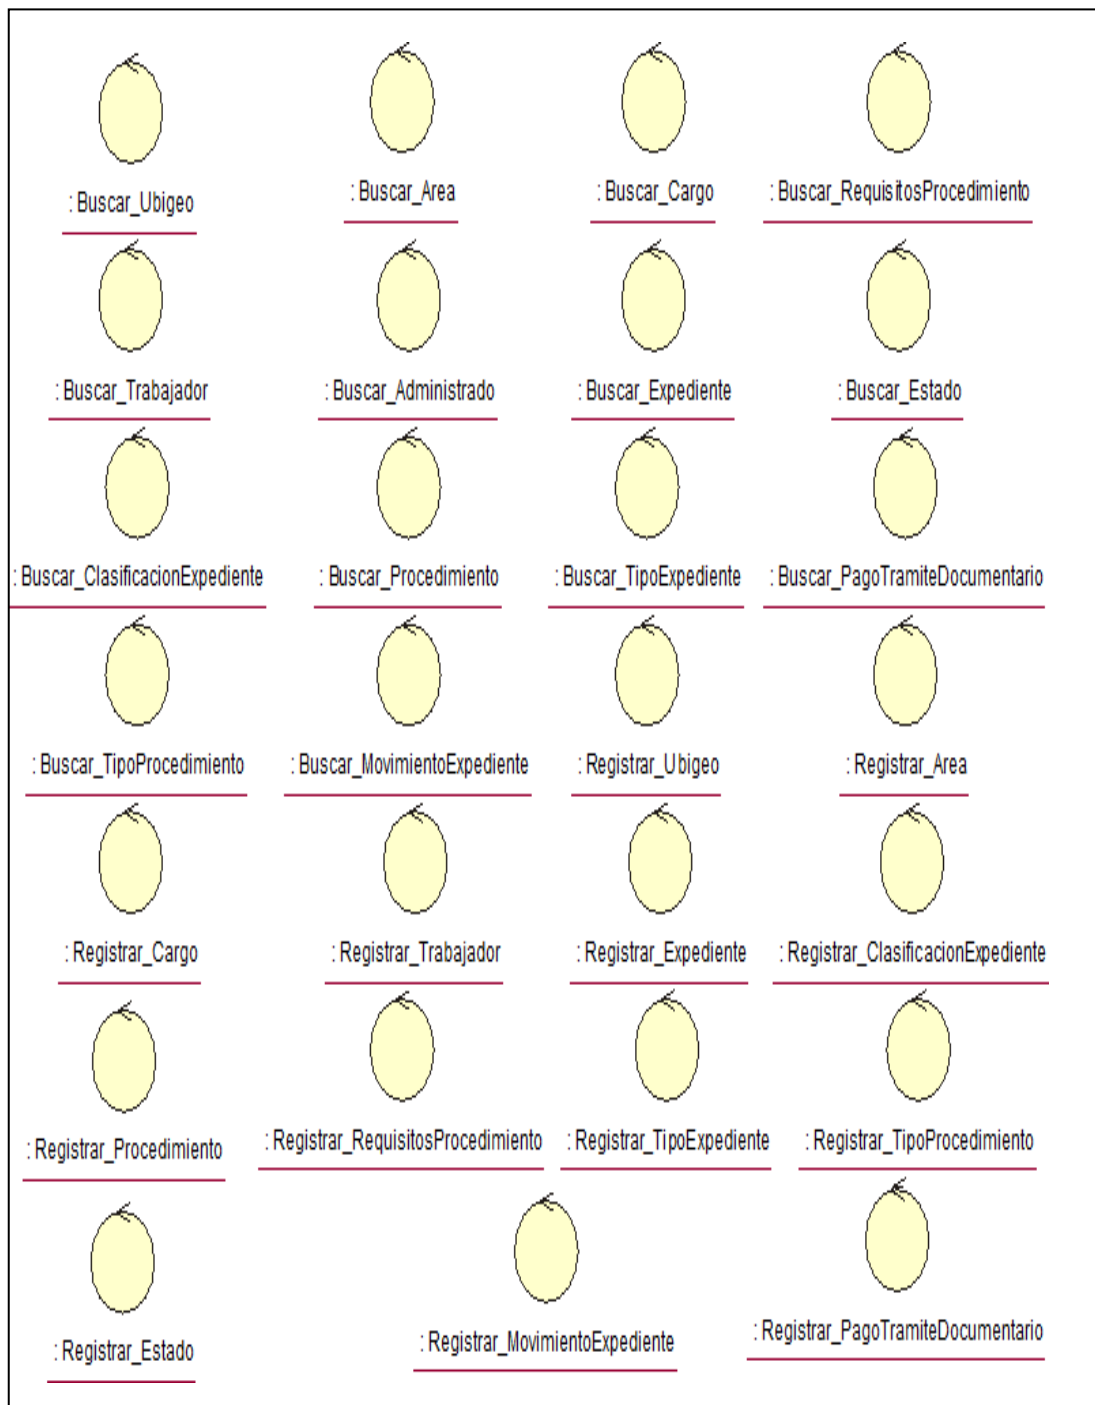 : Buscar_Ubigeo
: Buscar_Area
: Buscar_Cargo
: Buscar_RequisitosProcedimiento
: Buscar_Trabajador
: Buscar_Administrado
: Buscar_Expediente
: Buscar_Estado
: Buscar_ClasificacionExpediente
: Buscar_Procedimiento
: Buscar_TipoExpediente
: Buscar_PagoTramiteDocumentario
: Buscar_TipoProcedimiento
: Buscar_MovimientoExpediente
: Registrar_Ubigeo
: Registrar_Area
: Registrar_Cargo
: Registrar_Trabajador
: Registrar_Expediente
: Registrar_ClasificacionExpediente
: Registrar_Procedimiento
: Registrar_RequisitosProcedimiento
: Registrar_TipoExpediente
: Registrar_TipoProcedimiento
: Registrar_Estado
: Registrar_MovimientoExpediente
: Registrar_PagoTramiteDocumentario